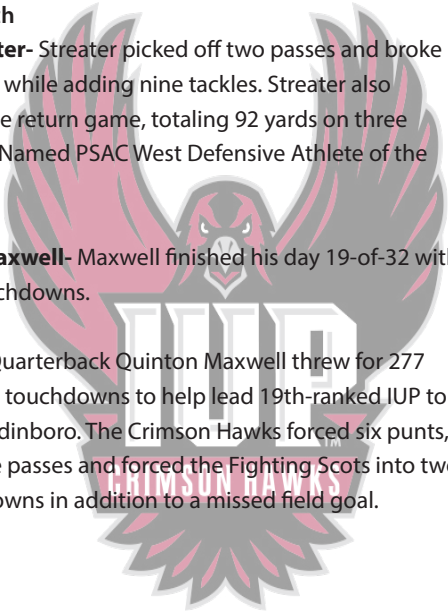 th
ter- Streater picked off two passes and broke
while adding nine tackles. Streater also
e return game, totaling 92 yards on three
Named PSAC West Defensive Athlete of the
axwell- Maxwell finished his day 19-of-32 with
chdowns.
Quarterback Quinton Maxwell threw for 277
touchdowns to help lead 19th-ranked IUP to
dinboro. The Crimson Hawks forced six punts,
e passes and forced the Fighting Scots into two
owns in addition to a missed field goal.
IUP
TM
CRIMSON HAWKS